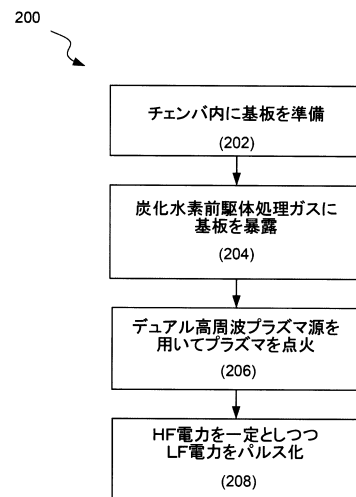 200
チェンバ内に基板を準備
(202)
炭化水素前駆体処理ガスに
基板を暴露
(204)
デュアル高周波プラズマ源を
用いてプラズマを点火
(206)
HF電力を一定としつつ
LF電力をパルス化
(208)